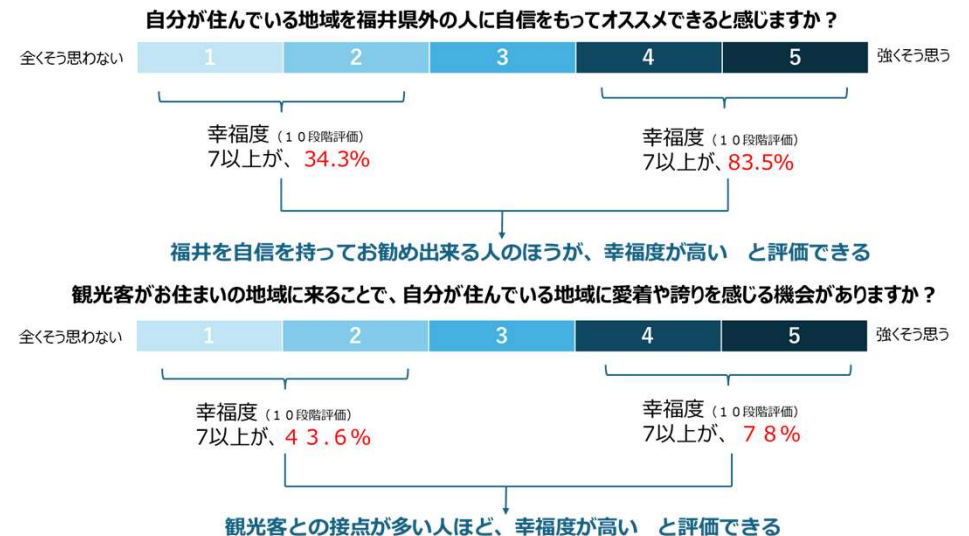 自分が住んでいる地域を福井県外の人に自信をもってオススメできると感じますか？
全くそう思わない 1 2 3 4 5 強くそう思う
幸福度（１０段階評価） 幸福度（１０段階評価）
7以上が、34.3% 7以上が、83.5%
福井を自信を持ってお勧め出来る人のほうが、幸福度が高い　と評価できる
観光客がお住まいの地域に来ることで、自分が住んでいる地域に愛着や誇りを感じる機会がありますか？
全くそう思わない 1 2 3 4 5 強くそう思う
幸福度（１０段階評価） 幸福度（１０段階評価）
7以上が、４３.６% 7以上が、７８%
観光客との接点が多い人ほど、幸福度が高い　と評価できる